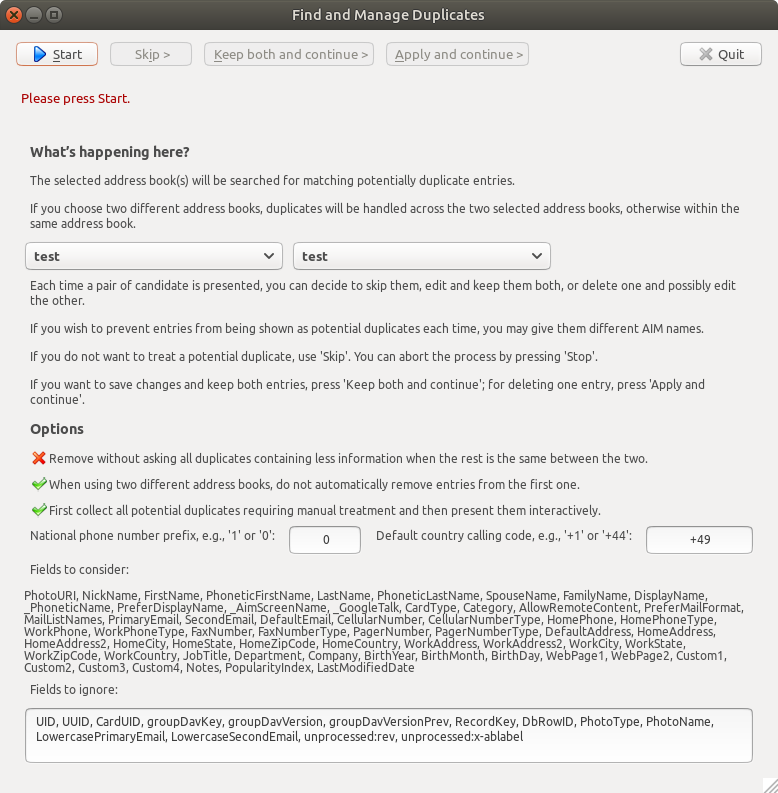 Find and Manage Duplicates
Start Skip > Keep both and continue > Apply and continue > Quit
Please press Start.
What's happening here?
The selected address book(s) will be searched for matching potentially duplicate entries.
If you choose two different address books, duplicates will be handled across the two selected address books, otherwise within the
same address book.
test test
Each time a pair of candidate is presented, you can decide to skip them, edit and keep them both, or delete one and possibly edit
the other.
If you wish to prevent entries from being shown as potential duplicates each time, you may give them different AIM names.
If you do not want to treat a potential duplicate, use 'Skip'. You can abort the process by pressing 'Stop'.
If you want to save changes and keep both entries, press 'Keep both and continue'; for deleting one entry, press 'Apply and
continue'.
Options
Remove without asking all duplicates containing less information when the rest is the same between the two.
When using two different address books, do not automatically remove entries from the first one.
First collect all potential duplicates requiring manual treatment and then present them interactively.
National phone number prefix, e.g., '1' or '0': 0 Default country calling code, e.g., '+1' or '+44': +49
Fields to consider:
PhotoURI, NickName, FirstName, PhoneticFirstName, LastName, PhoneticLastName, SpouseName, FamilyName, DisplayName,
_PhoneticName, PreferDisplayName, _AimScreenName, _GoogleTalk, CardType, Category, AllowRemoteContent, PreferMailFormat,
MailListNames, PrimaryEmail, SecondEmail, DefaultEmail, CellularNumber, CellularNumberType, HomePhone, HomePhoneType,
WorkPhone, WorkPhoneType, FaxNumber, FaxNumberType, PagerNumber, PagerNumberType, DefaultAddress, HomeAddress,
HomeAddress2, HomeCity, HomeState, HomeZipCode, HomeCountry, WorkAddress, WorkAddress2, WorkCity, WorkState,
WorkZipCode, WorkCountry, JobTitle, Department, Company, BirthYear, BirthMonth, BirthDay, WebPage1, WebPage2, Custom1,
Custom2, Custom3, Custom4, Notes, PopularityIndex, LastModifiedDate
Fields to ignore:
UID, UUID, CardUID, groupDavKey, groupDavVersion, groupDavVersionPrev, RecordKey, DbRowID, PhotoType, PhotoName,
LowercasePrimaryEmail, LowercaseSecondEmail, unprocessed:rev, unprocessed:x-ablabel